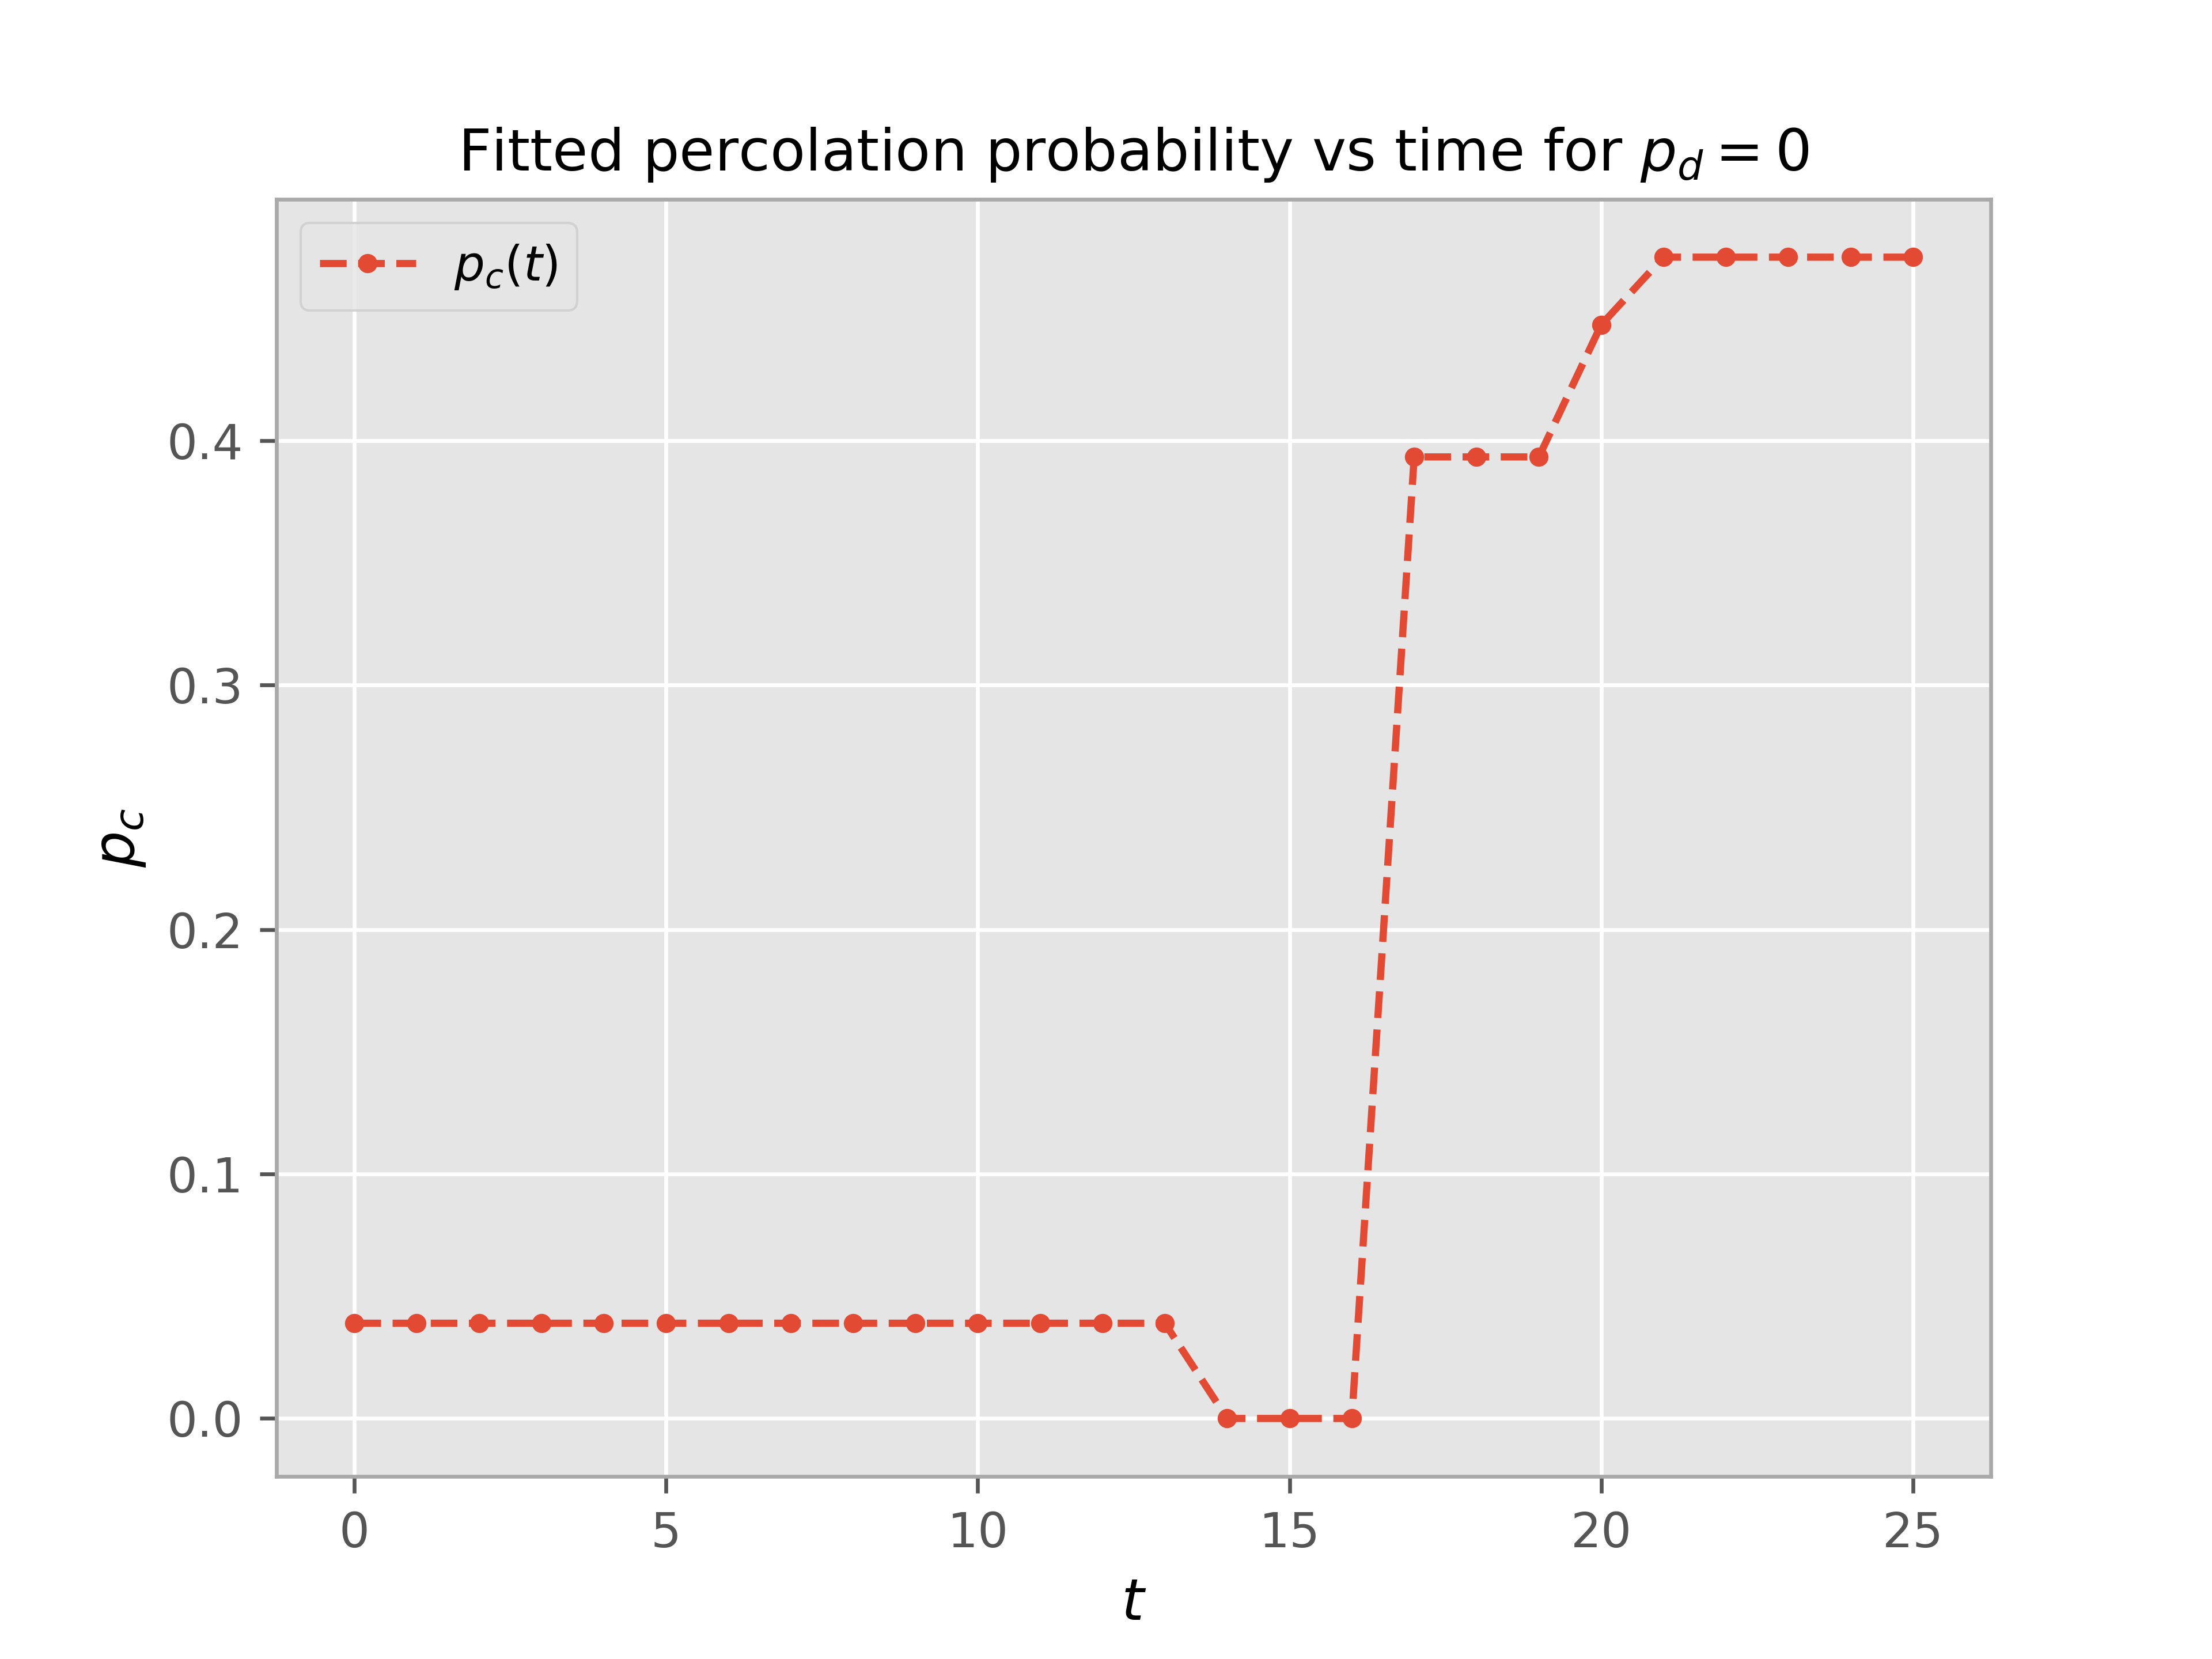 Fitted percolation probability vs time for p_d = 0
p_c(t)
0.4
0.3
0.2
0.1
0.0
p_c
0 5 10 15 20 25
t